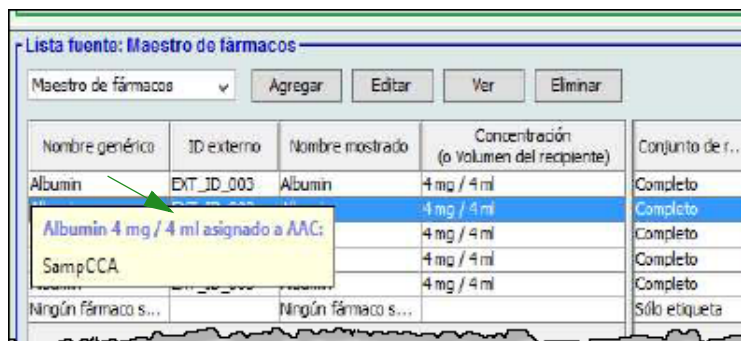 Lista fuente: Maestro de fármacos
Maestro de fármacos Agregar Editar Ver Eliminar
Nombre genérico ID externo Nombre mostrado Concentración (o Volumen del recipiente) Conjunto de r...
Albumin EXT_ID_003 Albumin 4 mg / 4 ml Completo
4 mg / 4 ml Completo
Albumin 4 mg / 4 ml asignado a AAC:
4 mg / 4 ml Completo
SampCCA
4 mg / 4 ml Completo
4 mg / 4 ml Completo
Ningún fármaco s... Ningún fármaco s... Sólo etiqueta